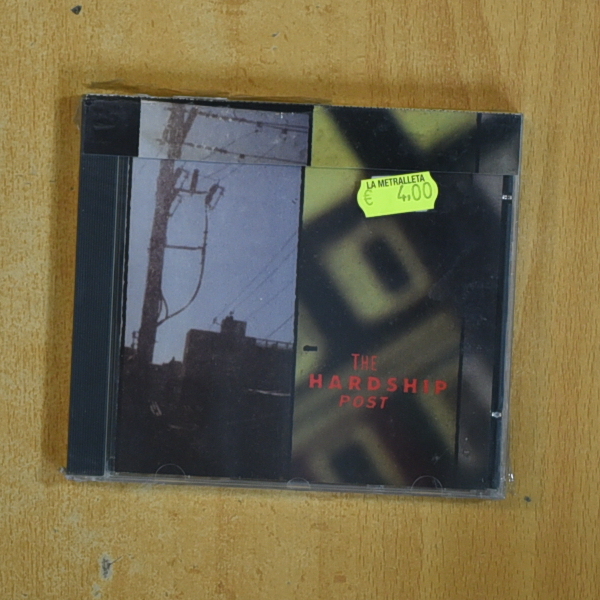 LA METRALLETA
€ 4,00
THE
HARDSHIP
POST